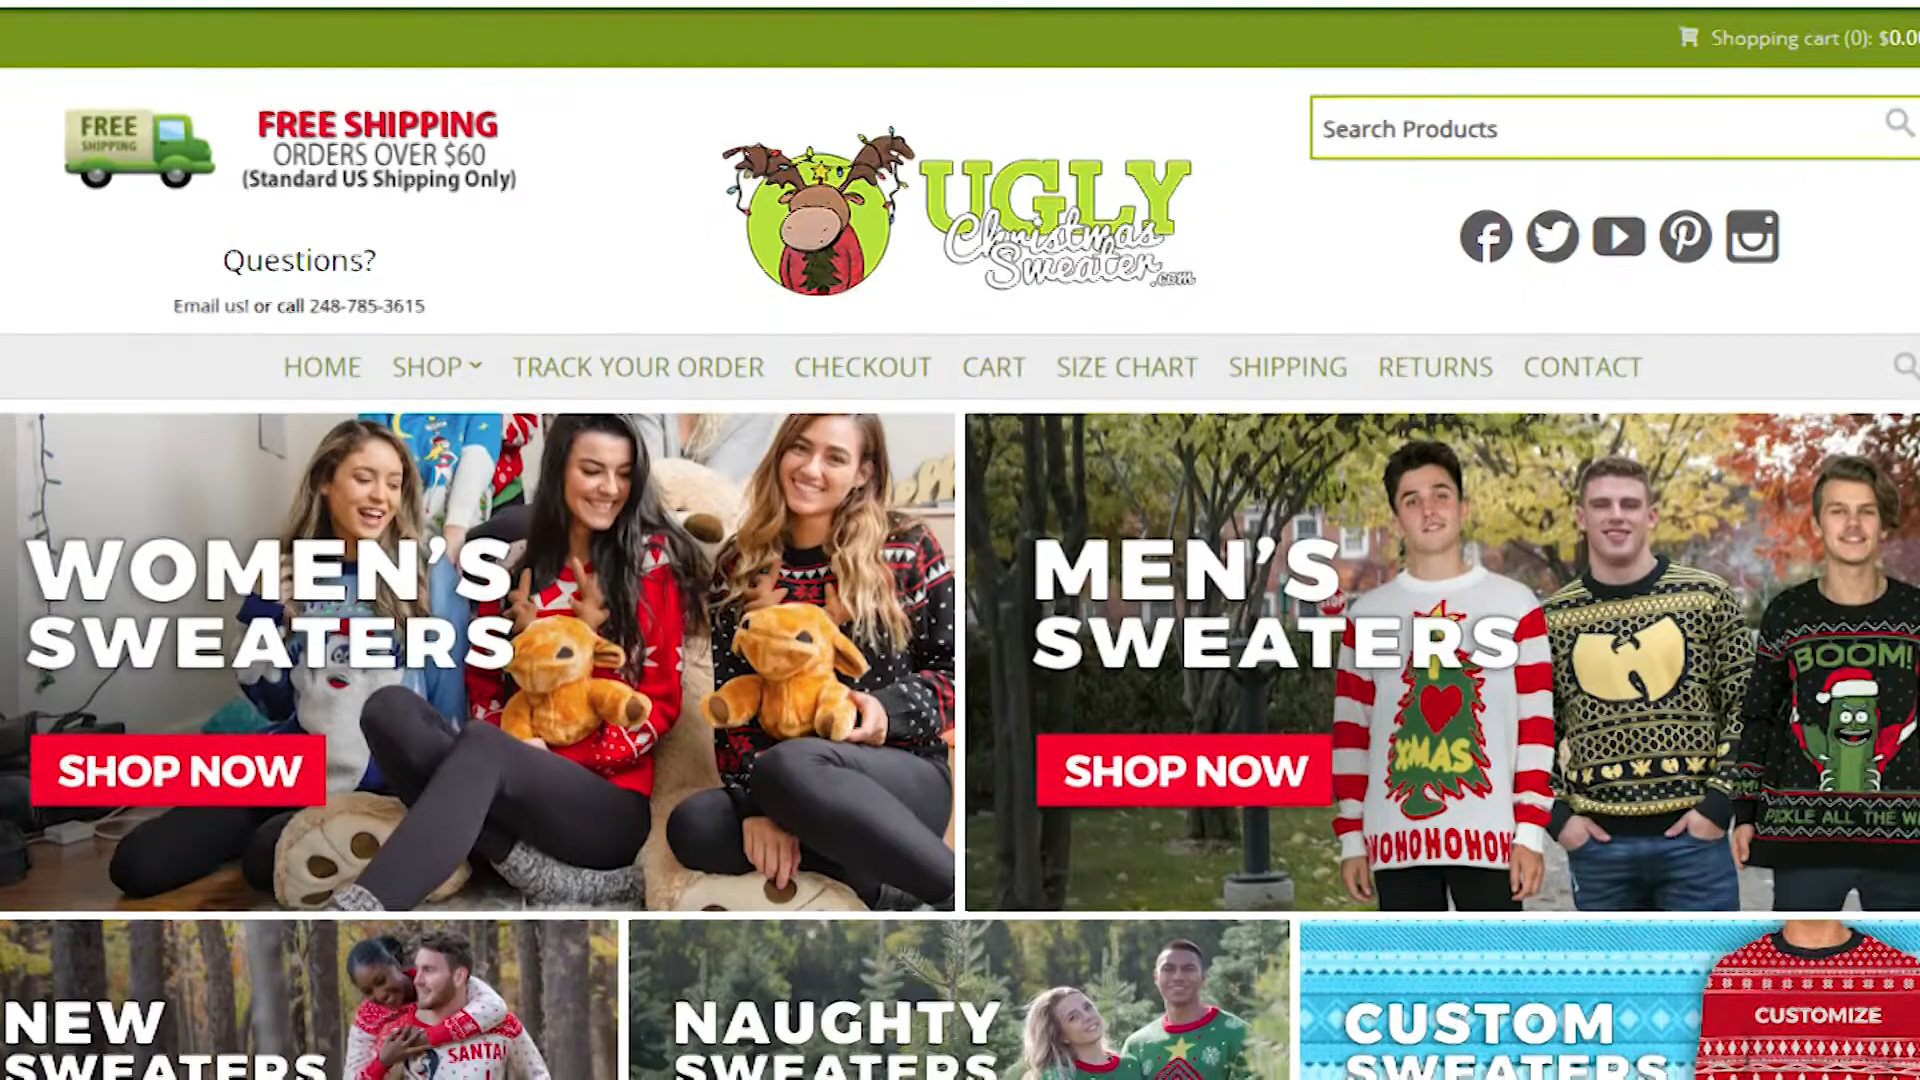 Shopping cart (0): $0.0
FREE
SHIPPING
FREE SHIPPING
ORDERS OVER $60
(Standard US Shipping Only)
Questions?
Email us! or call 248-785-3615
UGLY
Christmas
Sweater
.com
Search Products
HOME SHOP TRACK YOUR ORDER CHECKOUT CART SIZE CHART SHIPPING RETURNS CONTACT
WOMEN'S
SWEATERS
SHOP NOW
MEN'S
SWEATERS
SHOP NOW
XMAS
HOHOHOHOH
BOOM!
PICKLE ALL THE W
NEW
SWEATERS
SANTA
NAUGHTY
SWEATERS
CUSTOM
SWEATERS
CUSTOMIZE